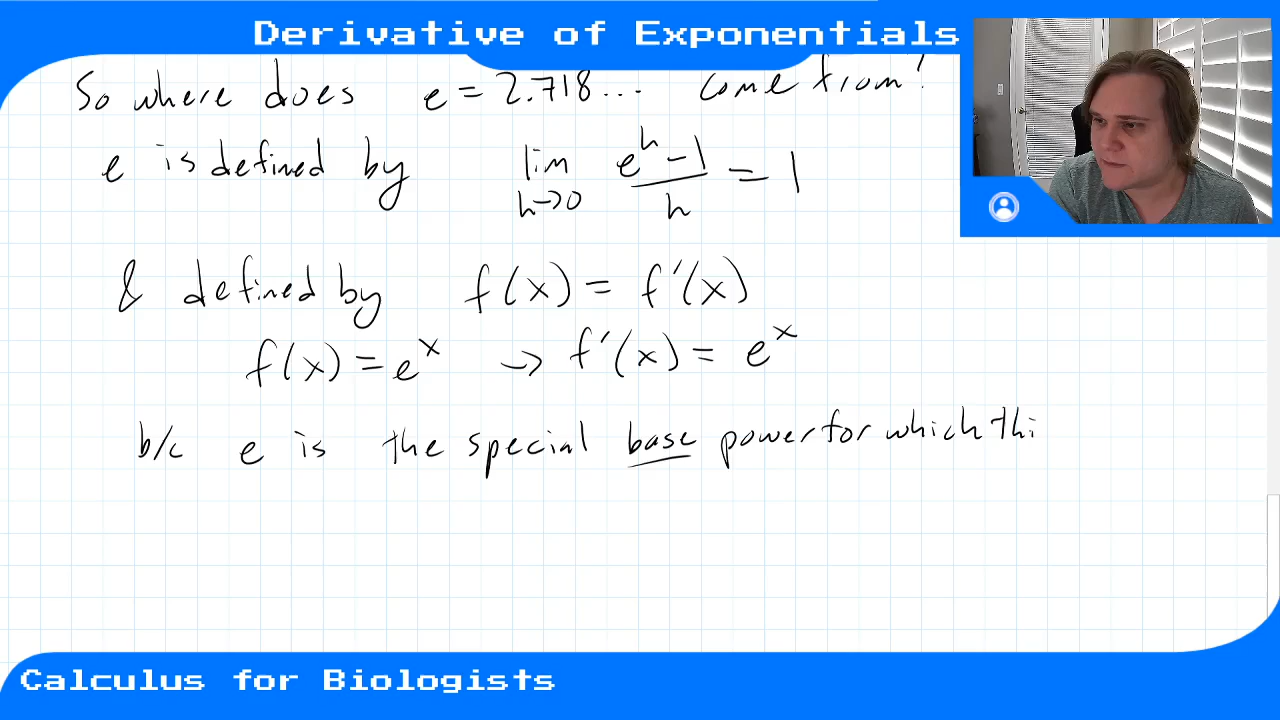 Derivative of Exponentials
So where does e = 2.718... come from?
e is defined by lim h→0 e^h - 1 / h = 1
& defined by f(x) = f'(x)
f(x) = e^x → f'(x) = e^x
b/c e is the special base power for which thi
Calculus for Biologists